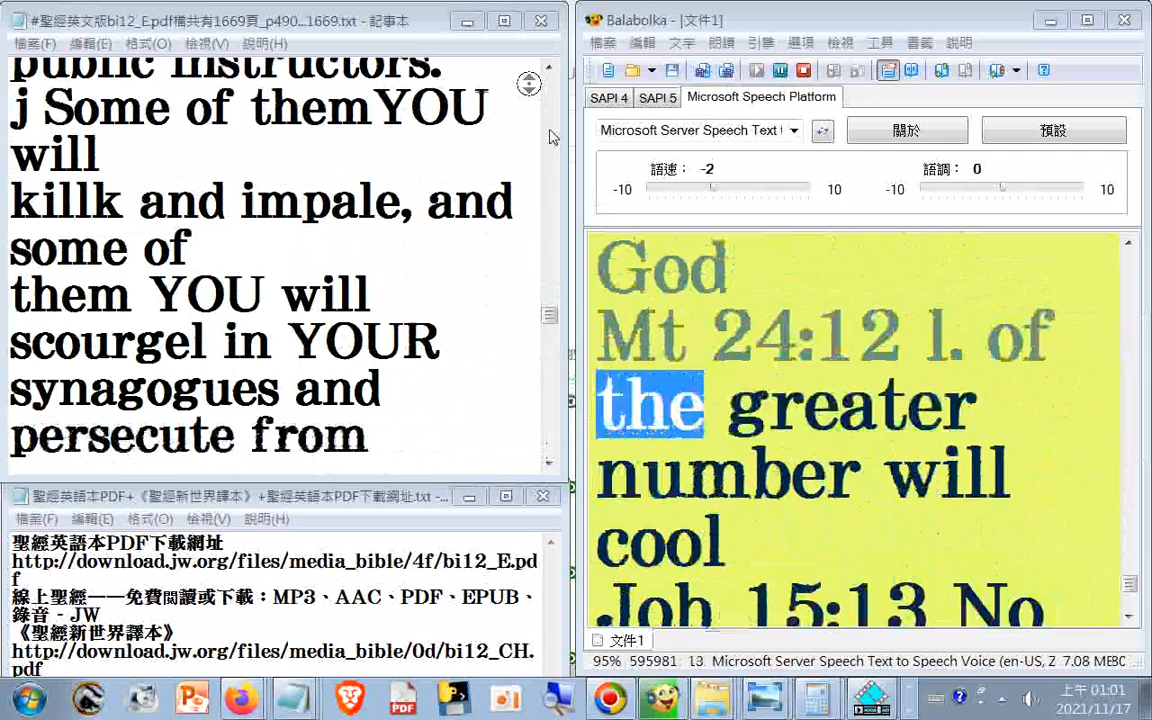 #聖經英文版bi12_E.pdf檔共有1669頁_p490...1669.txt - 記事本
檔案(F) 編輯(E) 格式(O) 檢視(V) 說明(H)
public instructors.
j Some of themYOU
will
killk and impale, and
some of
them YOU will
scourgel in YOUR
synagogues and
persecute from
聖經英語本PDF+《聖經新世界譯本》+聖經英語本PDF下載網址.txt -...
檔案(F) 編輯(E) 格式(O) 檢視(V) 說明(H)
聖經英語本PDF下載網址
http://download.jw.org/files/media_bible/4f/bi12_E.pd
f
線上聖經——免費閱讀或下載：MP3、AAC、PDF、EPUB、
錄音 - JW
《聖經新世界譯本》
http://download.jw.org/files/media_bible/0d/bi12_CH.
pdf
Balabolka - [文件1]
檔案 編輯 文字 朗讀 引擎 選項 檢視 工具 書籤 說明
SAPI 4 SAPI 5 Microsoft Speech Platform
Microsoft Server Speech Text
關於 預設
語速： -2 語調： 0
-10 10 -10 10
God
Mt 24:12 l. of
the greater
number will
cool
Job 15:13 No
文件1
95% 595981: 13. Microsoft Server Speech Text to Speech Voice (en-US, Z 7.08
PDF
上午 01:01
2021/11/17